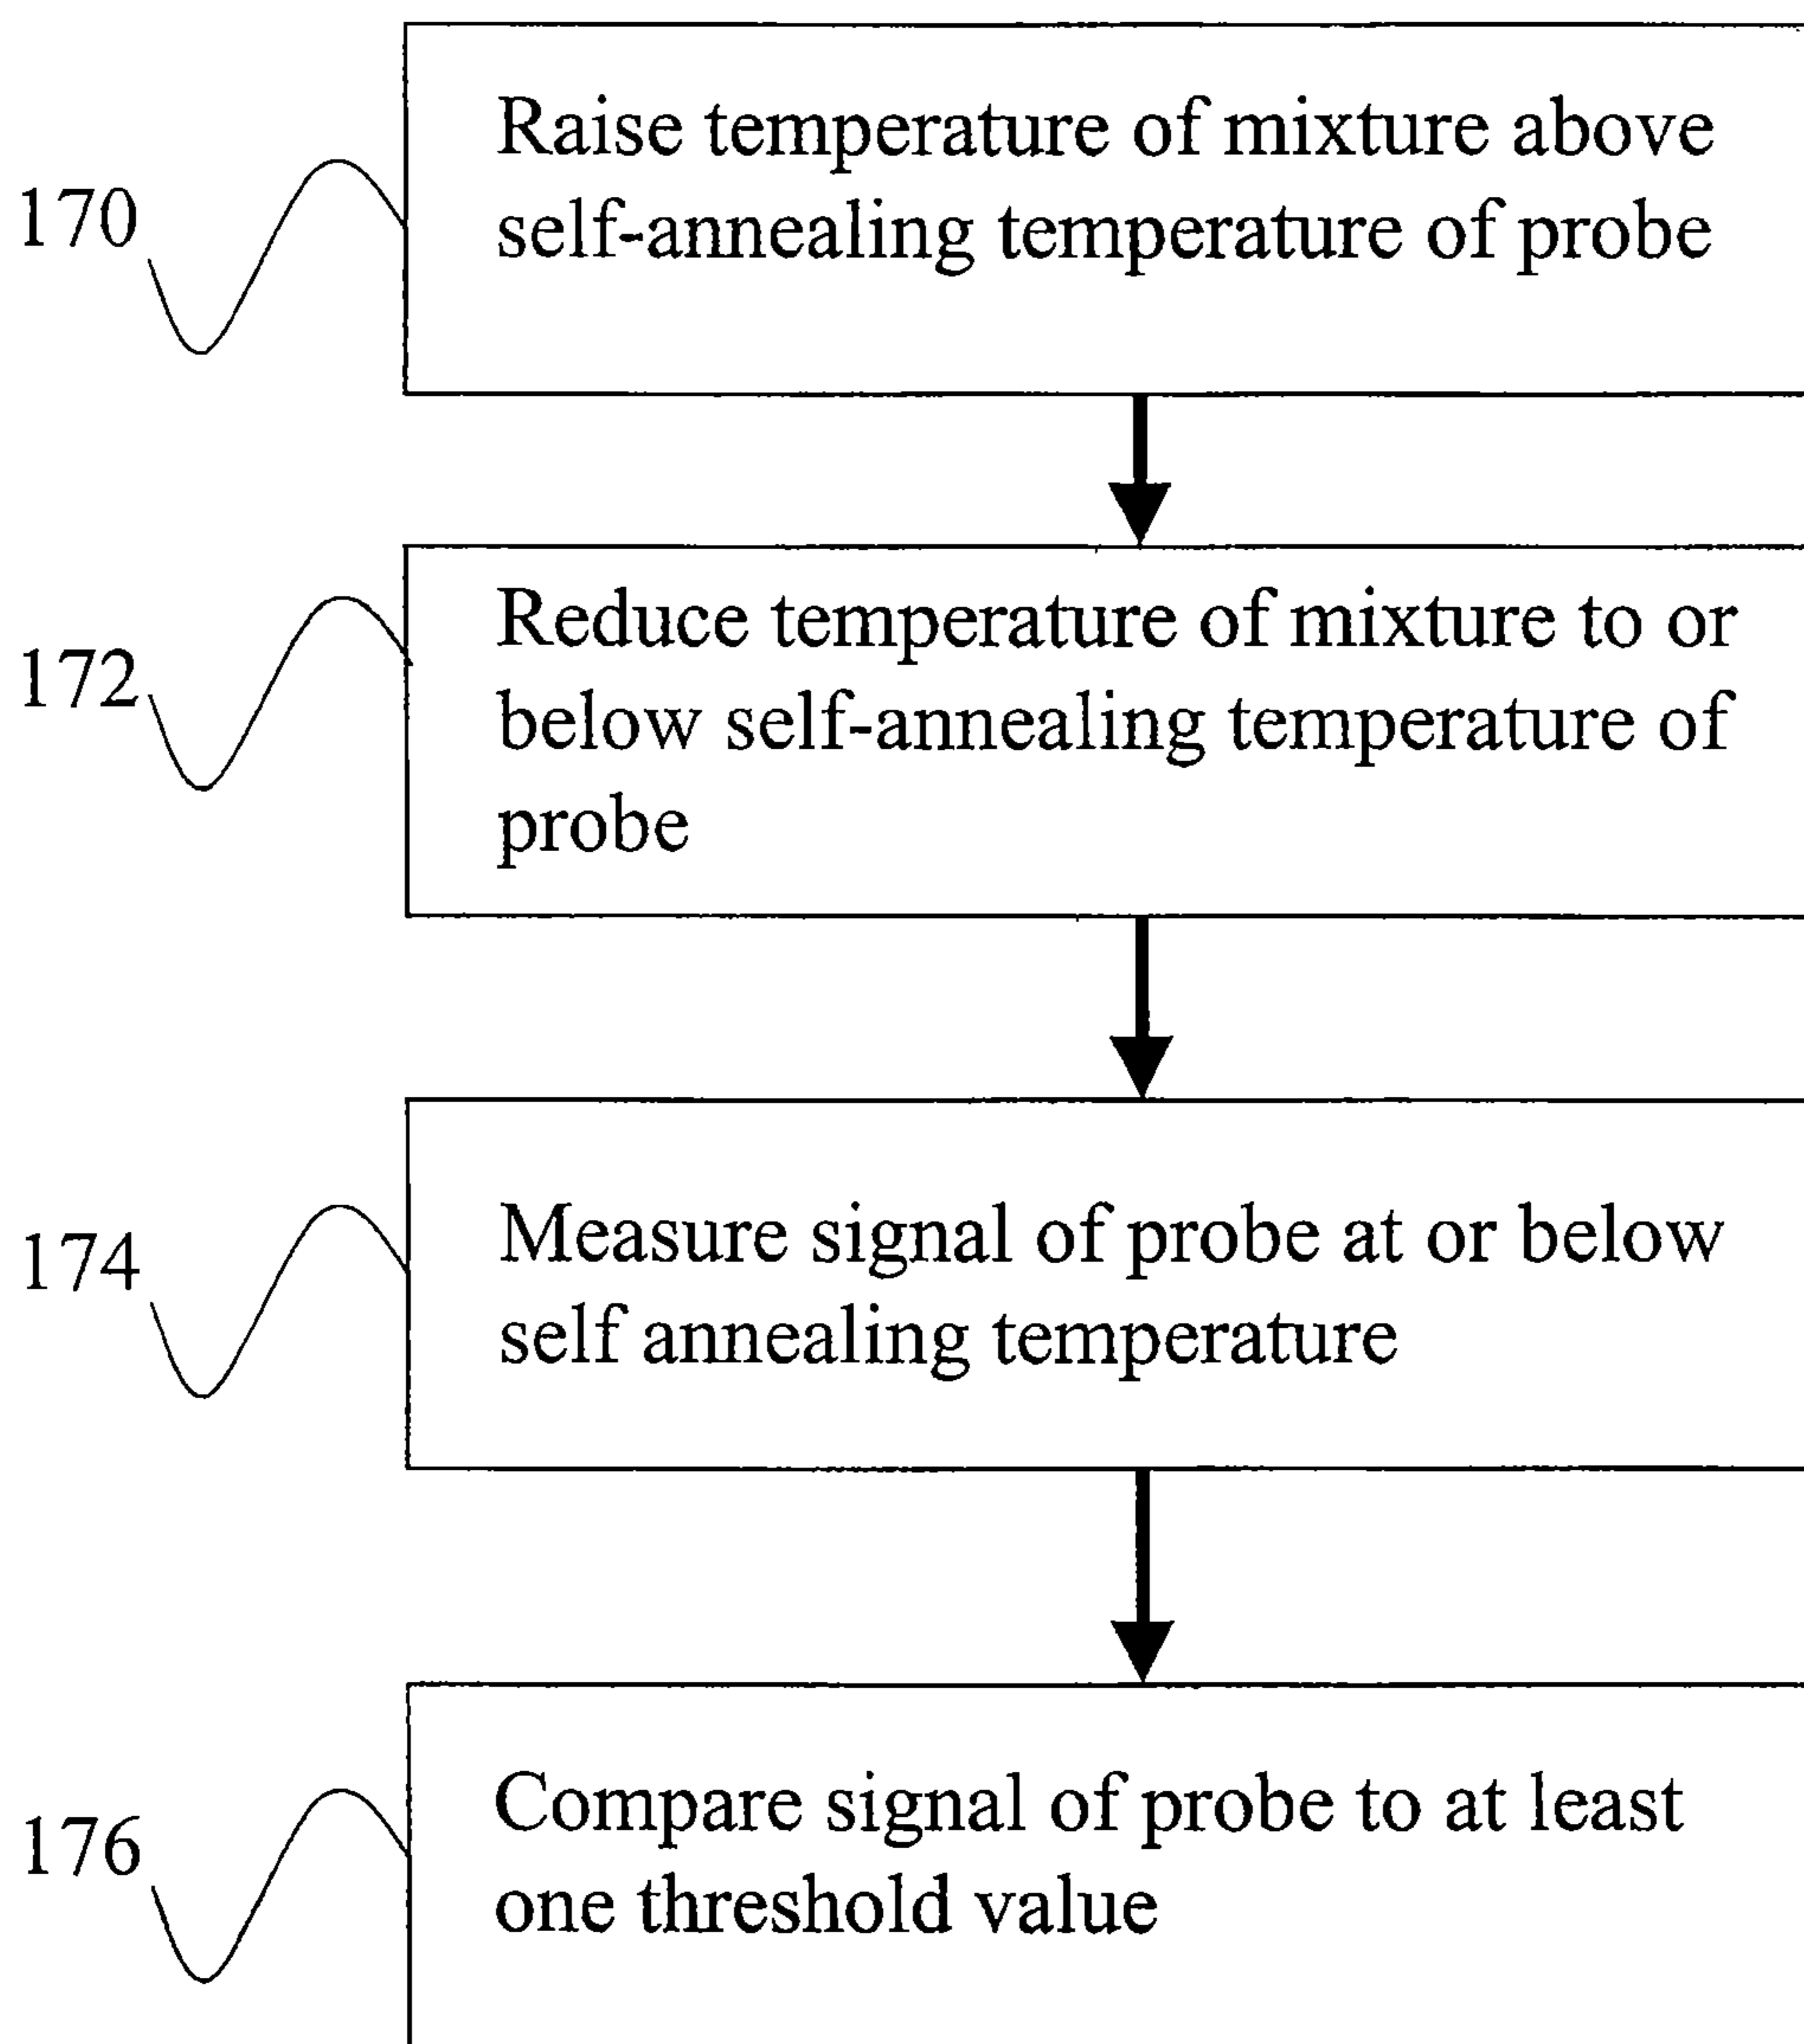 Raise temperature of mixture above
self-annealing temperature of probe
170
Reduce temperature of mixture to or
below self-annealing temperature of
probe
172
Measure signal of probe at or below
self annealing temperature
174
Compare signal of probe to at least
one threshold value
176